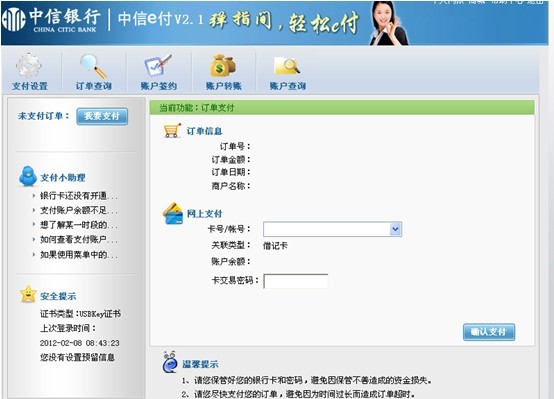 中信银行
CHINA CITIC BANK
中信e付V2.1 弹指间，轻松e付
支付设置 订单查询 账户签约 账户转账 账户查询
未支付订单： 我要支付
支付小助理
银行卡还没有开通...
支付账户余额不足...
想了解某一时段的...
如何查看支付账户...
如果使用菜单中的...
安全提示
证书类型:USBKey证书
上次登录时间：
2012-02-08 08:43:23
您没有设置预留信息
当前功能：订单支付
订单信息
订单号：
订单金额：
订单日期：
商户名称：
网上支付
卡号/帐号：
关联类型： 借记卡
账户余额：
卡交易密码：
确认支付
温馨提示
1、请您保管好您的银行卡和密码，避免因保管不善造成的资金损失。
2、请您尽快支付您的订单，避免因为时间过长而造成订单超时。